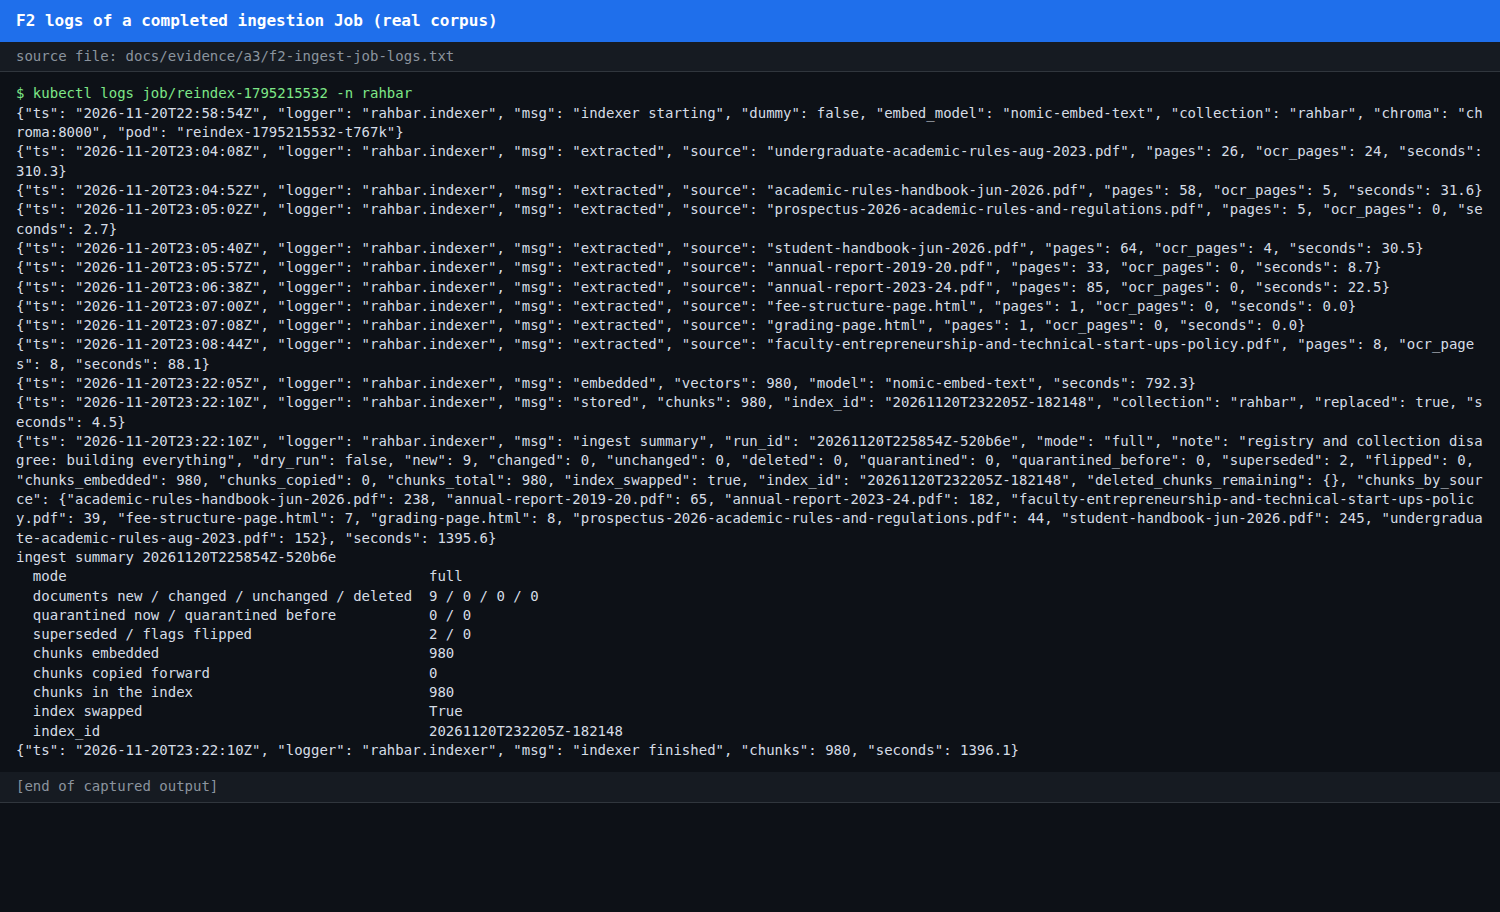 F2 logs of a completed ingestion Job (real corpus)
source file: docs/evidence/a3/f2-ingest-job-logs.txt
$ kubectl logs job/reindex-1795215532 -n rahbar
{"ts": "2026-11-20T22:58:54Z", "logger": "rahbar.indexer", "msg": "indexer starting", "dummy": false, "embed_model": "nomic-embed-text", "collection": "rahbar", "chroma": "ch
roma:8000", "pod": "reindex-1795215532-t767k"}
{"ts": "2026-11-20T23:04:08Z", "logger": "rahbar.indexer", "msg": "extracted", "source": "undergraduate-academic-rules-aug-2023.pdf", "pages": 26, "ocr_pages": 24, "seconds":
310.3}
{"ts": "2026-11-20T23:04:52Z", "logger": "rahbar.indexer", "msg": "extracted", "source": "academic-rules-handbook-jun-2026.pdf", "pages": 58, "ocr_pages": 5, "seconds": 31.6}
{"ts": "2026-11-20T23:05:02Z", "logger": "rahbar.indexer", "msg": "extracted", "source": "prospectus-2026-academic-rules-and-regulations.pdf", "pages": 5, "ocr_pages": 0, "se
conds": 2.7}
{"ts": "2026-11-20T23:05:40Z", "logger": "rahbar.indexer", "msg": "extracted", "source": "student-handbook-jun-2026.pdf", "pages": 64, "ocr_pages": 4, "seconds": 30.5}
{"ts": "2026-11-20T23:05:57Z", "logger": "rahbar.indexer", "msg": "extracted", "source": "annual-report-2019-20.pdf", "pages": 33, "ocr_pages": 0, "seconds": 8.7}
{"ts": "2026-11-20T23:06:38Z", "logger": "rahbar.indexer", "msg": "extracted", "source": "annual-report-2023-24.pdf", "pages": 85, "ocr_pages": 0, "seconds": 22.5}
{"ts": "2026-11-20T23:07:00Z", "logger": "rahbar.indexer", "msg": "extracted", "source": "fee-structure-page.html", "pages": 1, "ocr_pages": 0, "seconds": 0.0}
{"ts": "2026-11-20T23:07:08Z", "logger": "rahbar.indexer", "msg": "extracted", "source": "grading-page.html", "pages": 1, "ocr_pages": 0, "seconds": 0.0}
{"ts": "2026-11-20T23:08:44Z", "logger": "rahbar.indexer", "msg": "extracted", "source": "faculty-entrepreneurship-and-technical-start-ups-policy.pdf", "pages": 8, "ocr_page
s": 8, "seconds": 88.1}
{"ts": "2026-11-20T23:22:05Z", "logger": "rahbar.indexer", "msg": "embedded", "vectors": 980, "model": "nomic-embed-text", "seconds": 792.3}
{"ts": "2026-11-20T23:22:10Z", "logger": "rahbar.indexer", "msg": "stored", "chunks": 980, "index_id": "20261120T232205Z-182148", "collection": "rahbar", "replaced": true, "s
econds": 4.5}
{"ts": "2026-11-20T23:22:10Z", "logger": "rahbar.indexer", "msg": "ingest summary", "run_id": "20261120T225854Z-520b6e", "mode": "full", "note": "registry and collection disa
gree: building everything", "dry_run": false, "new": 9, "changed": 0, "unchanged": 0, "deleted": 0, "quarantined": 0, "quarantined_before": 0, "superseded": 2, "flipped": 0,
"chunks_embedded": 980, "chunks_copied": 0, "chunks_total": 980, "index_swapped": true, "index_id": "20261120T232205Z-182148", "deleted_chunks_remaining": {}, "chunks_by_sour
ce": {"academic-rules-handbook-jun-2026.pdf": 238, "annual-report-2019-20.pdf": 65, "annual-report-2023-24.pdf": 182, "faculty-entrepreneurship-and-technical-start-ups-polic
y.pdf": 39, "fee-structure-page.html": 7, "grading-page.html": 8, "prospectus-2026-academic-rules-and-regulations.pdf": 44, "student-handbook-jun-2026.pdf": 245, "undergradua
te-academic-rules-aug-2023.pdf": 152}, "seconds": 1395.6}
ingest summary 20261120T225854Z-520b6e
  mode                                           full
  documents new / changed / unchanged / deleted  9 / 0 / 0 / 0
  quarantined now / quarantined before           0 / 0
  superseded / flags flipped                     2 / 0
  chunks embedded                                980
  chunks copied forward                          0
  chunks in the index                            980
  index swapped                                  True
  index_id                                       20261120T232205Z-182148
{"ts": "2026-11-20T23:22:10Z", "logger": "rahbar.indexer", "msg": "indexer finished", "chunks": 980, "seconds": 1396.1}
[end of captured output]